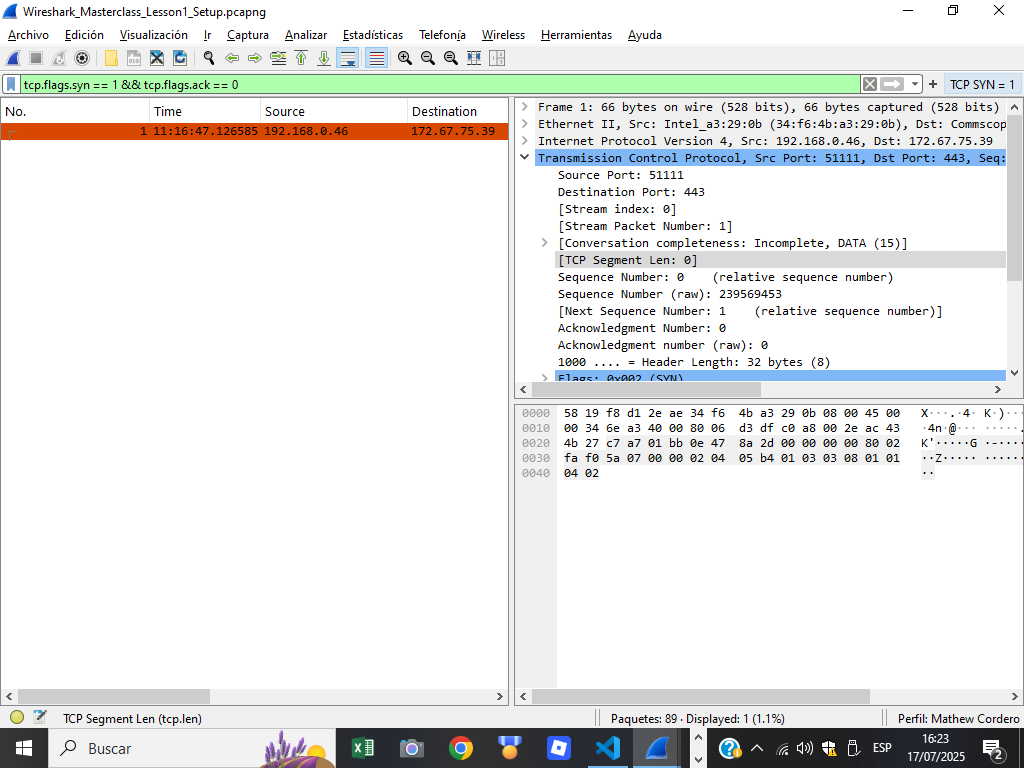 Wireshark_Masterclass_Lesson1_Setup.pcapng
Archivo Edición Visualización Ir Captura Analizar Estadísticas Telefonía Wireless Herramientas Ayuda
tcp.flags.syn == 1 && tcp.flags.ack == 0
+ TCP SYN = 1
No. Time Source Destination
1 11:16:47.126585 192.168.0.46 172.67.75.39
Frame 1: 66 bytes on wire (528 bits), 66 bytes captured (528 bits)
Ethernet II, Src: Intel_a3:29:0b (34:f6:4b:a3:29:0b), Dst: Commscop
Internet Protocol Version 4, Src: 192.168.0.46, Dst: 172.67.75.39
Transmission Control Protocol, Src Port: 51111, Dst Port: 443, Seq:
Source Port: 51111
Destination Port: 443
[Stream index: 0]
[Stream Packet Number: 1]
[Conversation completeness: Incomplete, DATA (15)]
[TCP Segment Len: 0]
Sequence Number: 0    (relative sequence number)
Sequence Number (raw): 239569453
[Next Sequence Number: 1    (relative sequence number)]
Acknowledgment Number: 0
Acknowledgment number (raw): 0
1000 .... = Header Length: 32 bytes (8)
Flags: 0x002 (SYN)
0000 58 19 f8 d1 2e ae 34 f6 4b a3 29 0b 08 00 45 00 X···.·4· K·)···
0010 00 34 6e a3 40 00 80 06 d3 df c0 a8 00 2e ac 43 ·4n·@··· ·····.·
0020 4b 27 c7 a7 01 bb 0e 47 8a 2d 00 00 00 00 80 02 K'·····G ·-·····
0030 fa f0 5a 07 00 00 02 04 05 b4 01 03 03 08 01 01 ··Z····· ·······
0040 04 02 ··
TCP Segment Len (tcp.len)
Paquetes: 89 · Displayed: 1 (1.1%)
Perfil: Mathew Cordero
Buscar
ESP
16:23
17/07/2025
2